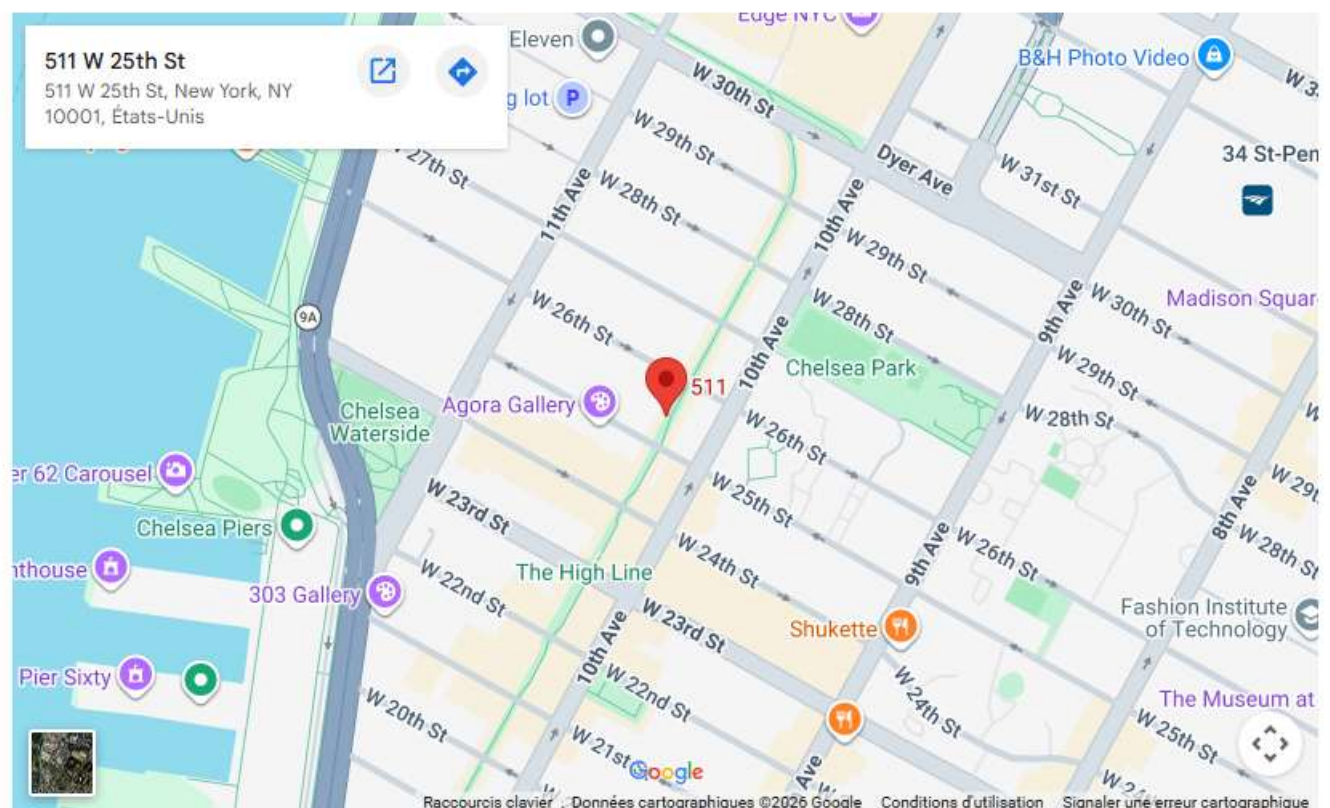 511 W 25th St
511 W 25th St, New York, NY
10001, États-Unis
Edge NYC
Eleven
B&H Photo Video
g lot
P
W 30th St
W 29th St
Dyer Ave
W 31st St
34 St-Pen
27th St
W 28th St
11th Ave
10th Ave
W 29th St
9A
W 26th St
W 28th St
9th Ave
W 30th St
Madison Squar
10th Ave
Chelsea Park
W 29th St
511
Agora Gallery
Chelsea
Waterside
W 28th St
W 26th St
er 62 Carousel
W 23rd St
W 25th St
8th Ave
Chelsea Piers
W 24th St
9th Ave
W 26th St
W 28th St
nthouse
The High Line
W 22nd St
303 Gallery
W 23rd St
Shukette
Fashion Institute
of Technology
10th Ave
Pier Sixty
W 22nd St
W 24th St
The Museum at
W 20th St
W 21st
W 25th St
Google
Ave
Raccourcis clavier
Données cartographiques ©2026 Google
Conditions d'utilisation
Signaler une erreur cartographique